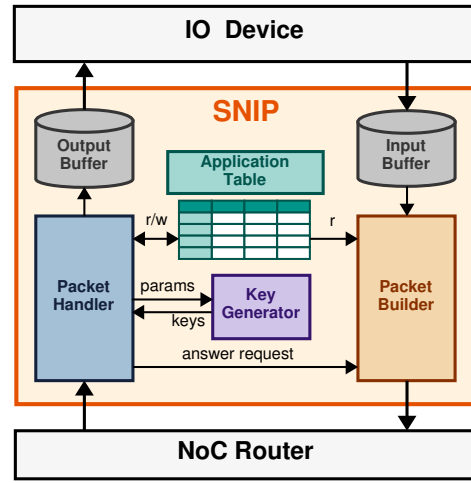 IO Device
SNIP
Output
Buffer
Input
Buffer
Application
Table
r/w
r
Packet
Handler
Packet
Builder
params
keys
Key
Generator
answer request
NoC Router